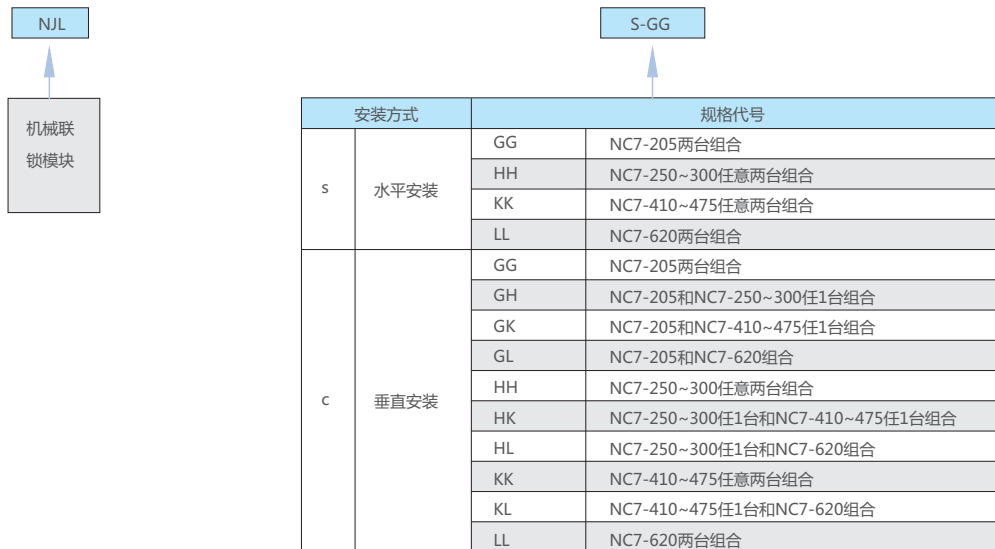 NJL
S-GG
机械联
锁模块
安装方式 规格代号
s 水平安装
GG NC7-205两台组合
HH NC7-250~300任意两台组合
KK NC7-410~475任意两台组合
LL NC7-620两台组合
c 垂直安装
GG NC7-205两台组合
GH NC7-205和NC7-250~300任1台组合
GK NC7-205和NC7-410~475任1台组合
GL NC7-205和NC7-620组合
HH NC7-250~300任意两台组合
HK NC7-250~300任1台和NC7-410~475任1台组合
HL NC7-250~300任1台和NC7-620组合
KK NC7-410~475任意两台组合
KL NC7-410~475任1台和NC7-620组合
LL NC7-620两台组合